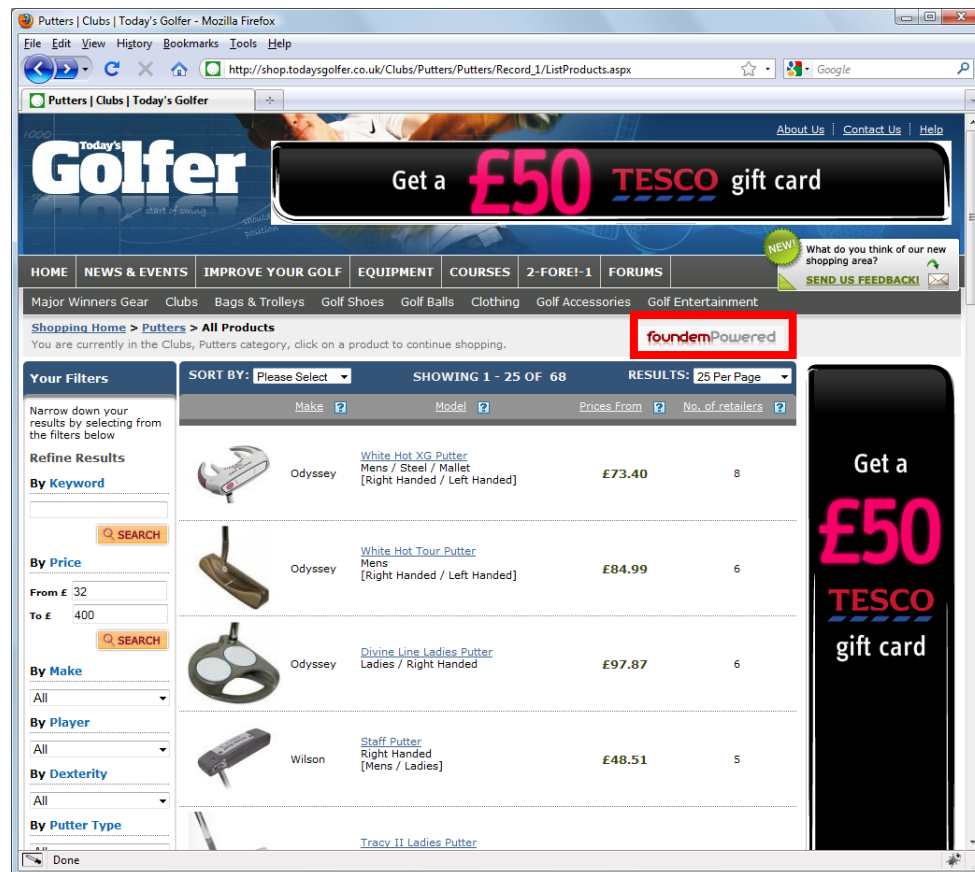 Putters | Clubs | Today's Golfer - Mozilla Firefox
File Edit View History Bookmarks Tools Help
http://shop.todaysgolfer.co.uk/Clubs/Putters/Putters/Record_1/ListProducts.aspx
Google
Putters | Clubs | Today's Golfer
About Us | Contact Us | Help
1000
Today's
Golfer
start of swing
should
position
Get a £50 TESCO gift card
NEW!
What do you think of our new
shopping area?
SEND US FEEDBACK!
HOME NEWS & EVENTS IMPROVE YOUR GOLF EQUIPMENT COURSES 2-FORE!-1 FORUMS
Major Winners Gear Clubs Bags & Trolleys Golf Shoes Golf Balls Clothing Golf Accessories Golf Entertainment
Shopping Home > Putters > All Products
You are currently in the Clubs, Putters category, click on a product to continue shopping.
foundemPowered
Your Filters
Narrow down your
results by selecting from
the filters below
Refine Results
By Keyword
SEARCH
By Price
From £ 32
To £ 400
SEARCH
By Make
All
By Player
All
By Dexterity
All
By Putter Type
SORT BY: Please Select SHOWING 1 - 25 OF 68 RESULTS: 25 Per Page
Make ? Model ? Prices From ? No. of retailers ?
Odyssey
White Hot XG Putter
Mens / Steel / Mallet
[Right Handed / Left Handed]
£73.40
8
Odyssey
White Hot Tour Putter
Mens
[Right Handed / Left Handed]
£84.99
6
Odyssey
Divine Line Ladies Putter
Ladies / Right Handed
£97.87
6
Wilson
Staff Putter
Right Handed
[Mens / Ladies]
£48.51
5
Tracy II Ladies Putter
Get a
£50
TESCO
gift card
Done